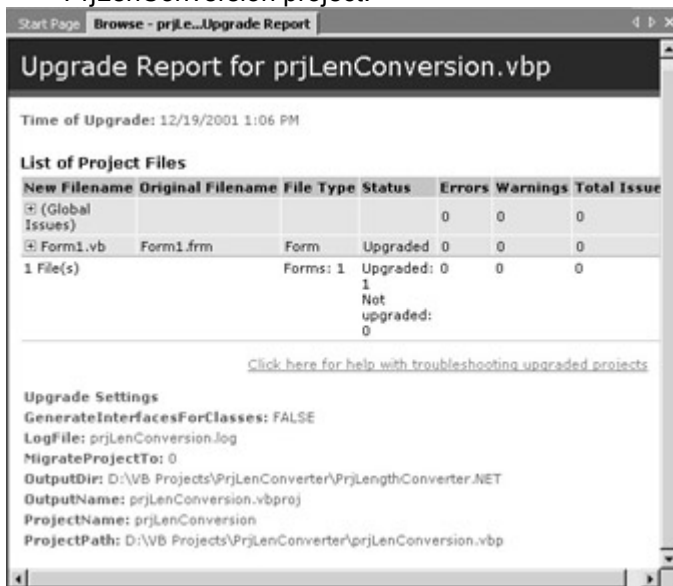 PrjLenConversion project.
Start Page Browse - prjLe...Upgrade Report
Upgrade Report for prjLenConversion.vbp
Time of Upgrade: 12/19/2001 1:06 PM
List of Project Files
New Filename Original Filename File Type Status Errors Warnings Total Issue
(Global Issues) 0 0 0
Form1.vb Form1.frm Form Upgraded 0 0 0
1 File(s) Forms: 1 Upgraded: 0 0 0
1
Not
upgraded:
0
Click here for help with troubleshooting upgraded projects
Upgrade Settings
GenerateInterfacesForClasses: FALSE
LogFile: prjLenConversion.log
MigrateProjectTo: 0
OutputDir: D:\VB Projects\PrjLenConverter\PrjLengthConverter.NET
OutputName: prjLenConversion.vbproj
ProjectName: prjLenConversion
ProjectPath: D:\VB Projects\PrjLenConverter\prjLenConversion.vbp